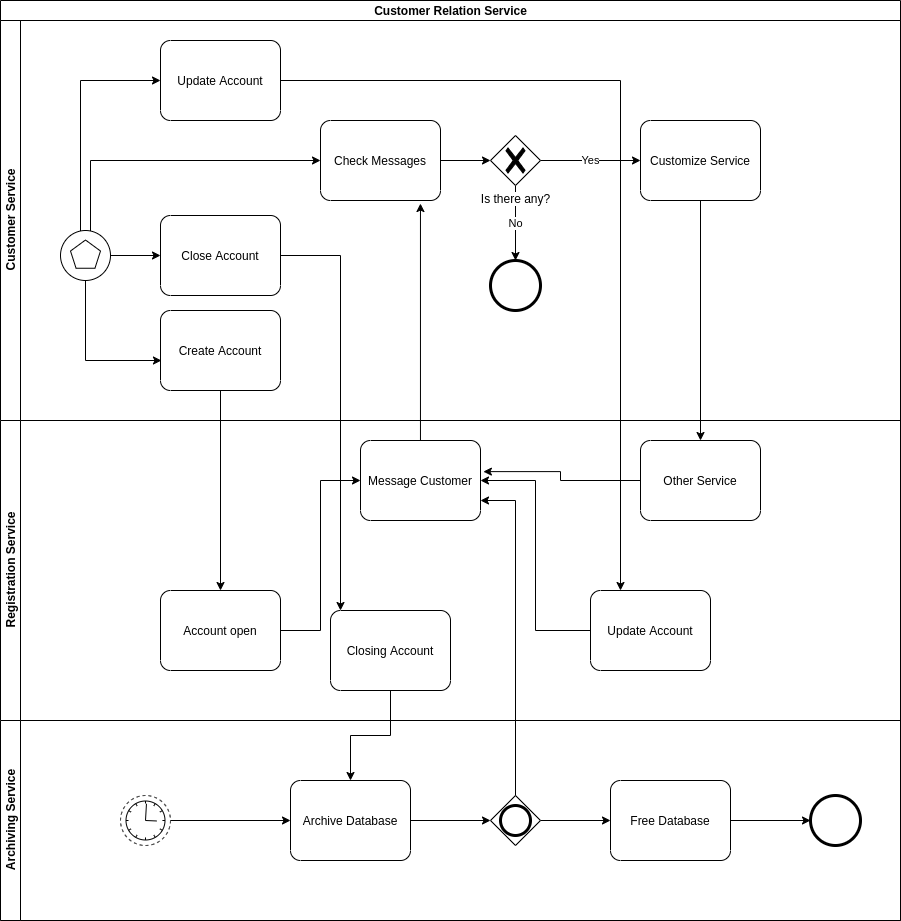 Customer Relation Service
Customer Service
Update Account
Check Messages
Yes
Customize Service
Is there any?
No
Close Account
Create Account
Registration Service
Message Customer
Other Service
Account open
Closing Account
Update Account
Archiving Service
Archive Database
Free Database